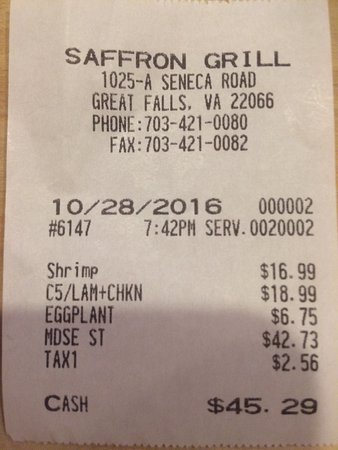 SAFFRON GRILL
1025-A SENECA ROAD
GREAT FALLS, VA 22066
PHONE:703-421-0080
FAX:703-421-0082
10/28/2016 000002
#6147 7:42PM SERV.0020002
Shrimp $16.99
C5/LAM+CHKN $18.99
EGGPLANT $6.75
MDSE ST $42.73
TAX1 $2.56
CASH $45.29